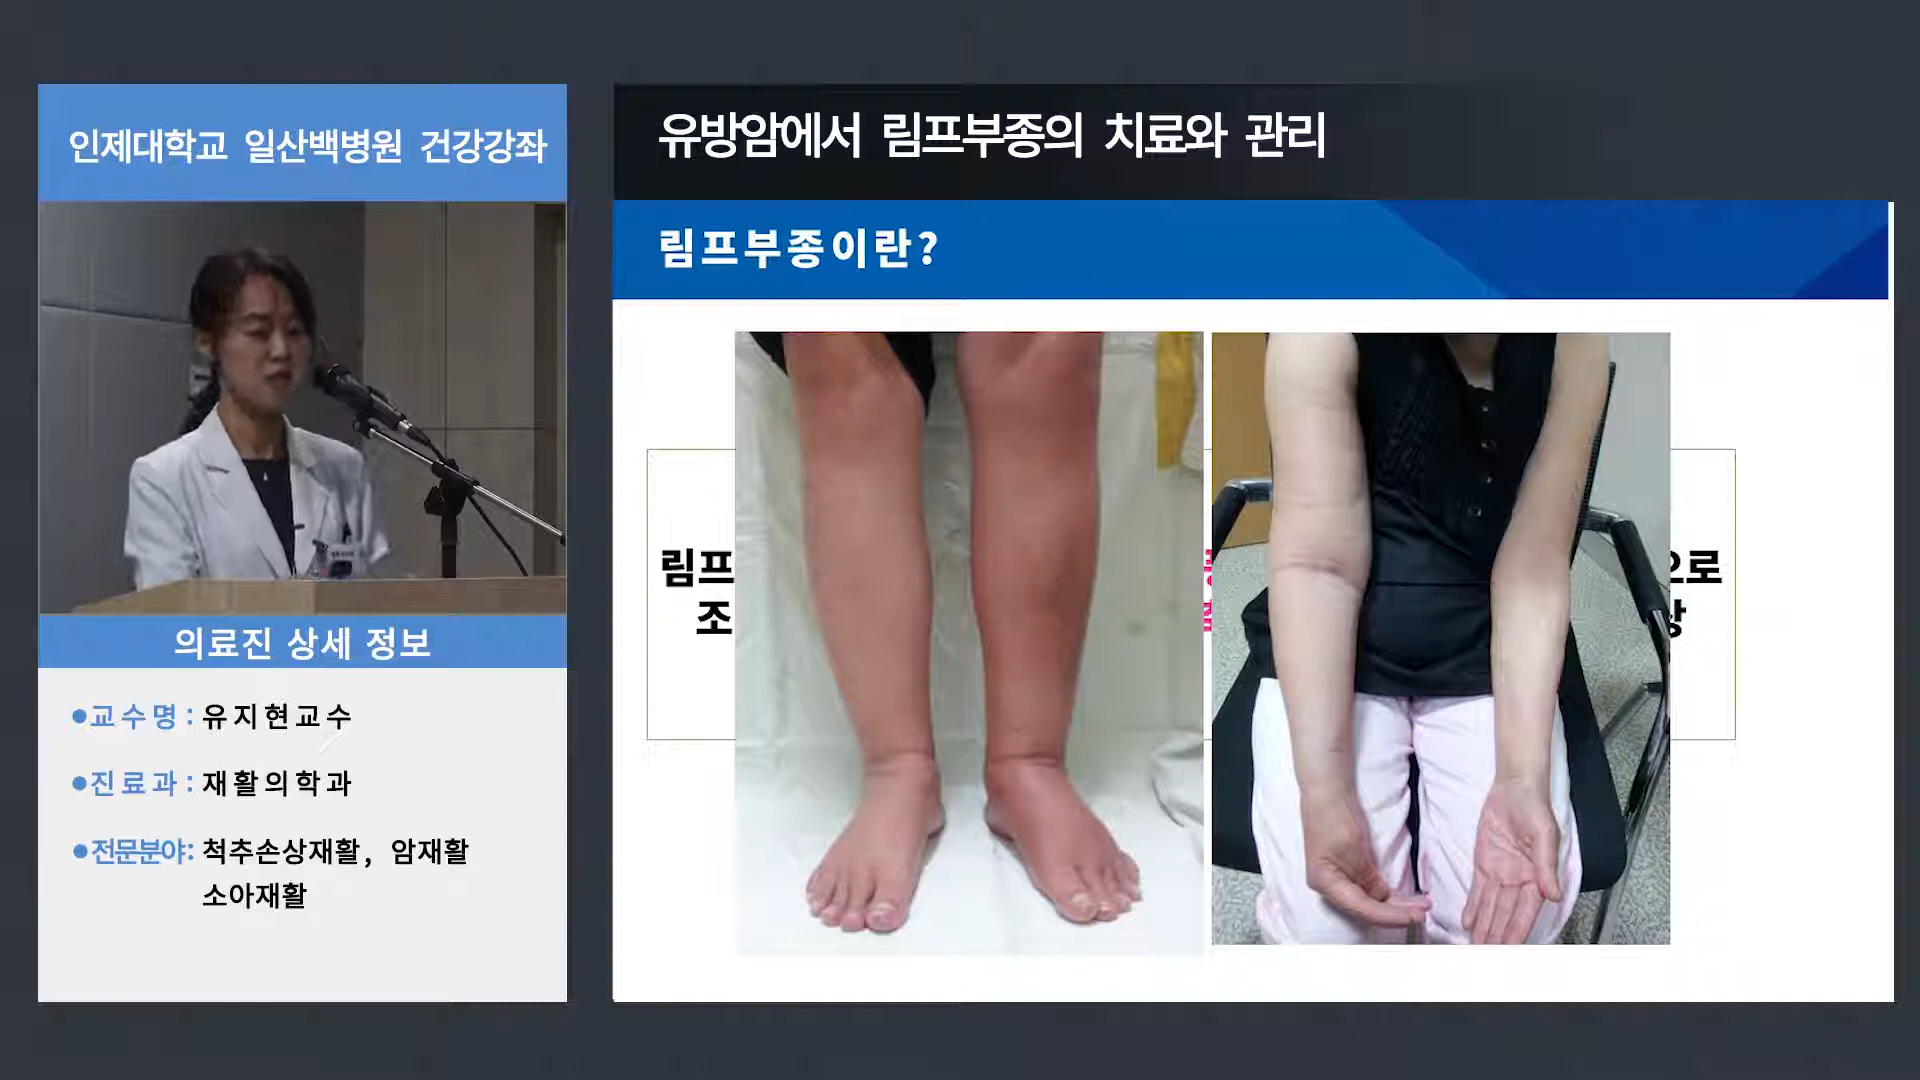 인제대학교 일산백병원 건강강좌
유방암에서 림프부종의 치료와 관리
림프부종이란?
림프
으로
조
의료진 상세 정보
●교수명: 유지현교수
●진료과: 재활의학과
●전문분야: 척추손상재활, 암재활
소아재활